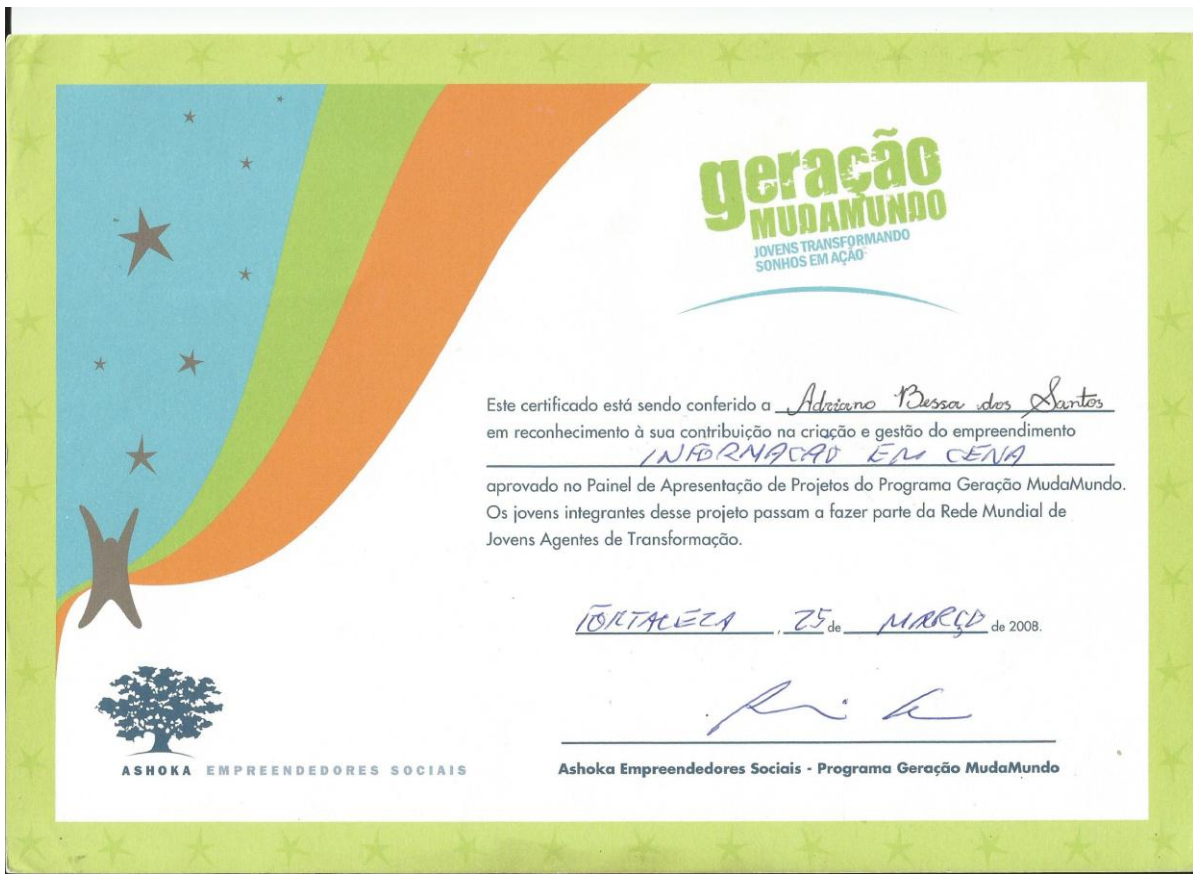 geração
MUDAMUNDO
JOVENS TRANSFORMANDO
SONHOS EM AÇÃO
Este certificado está sendo conferido a Adriano Bessa dos Santos
em reconhecimento à sua contribuição na criação e gestão do empreendimento
INFORMAÇÃO EM CENA
aprovado no Painel de Apresentação de Projetos do Programa Geração MudaMundo.
Os jovens integrantes desse projeto passam a fazer parte da Rede Mundial de
Jovens Agentes de Transformação.
FORTALEZA, 25 de MARÇO de 2008.
ASHOKA EMPREENDEDORES SOCIAIS
Ashoka Empreendedores Sociais - Programa Geração MudaMundo